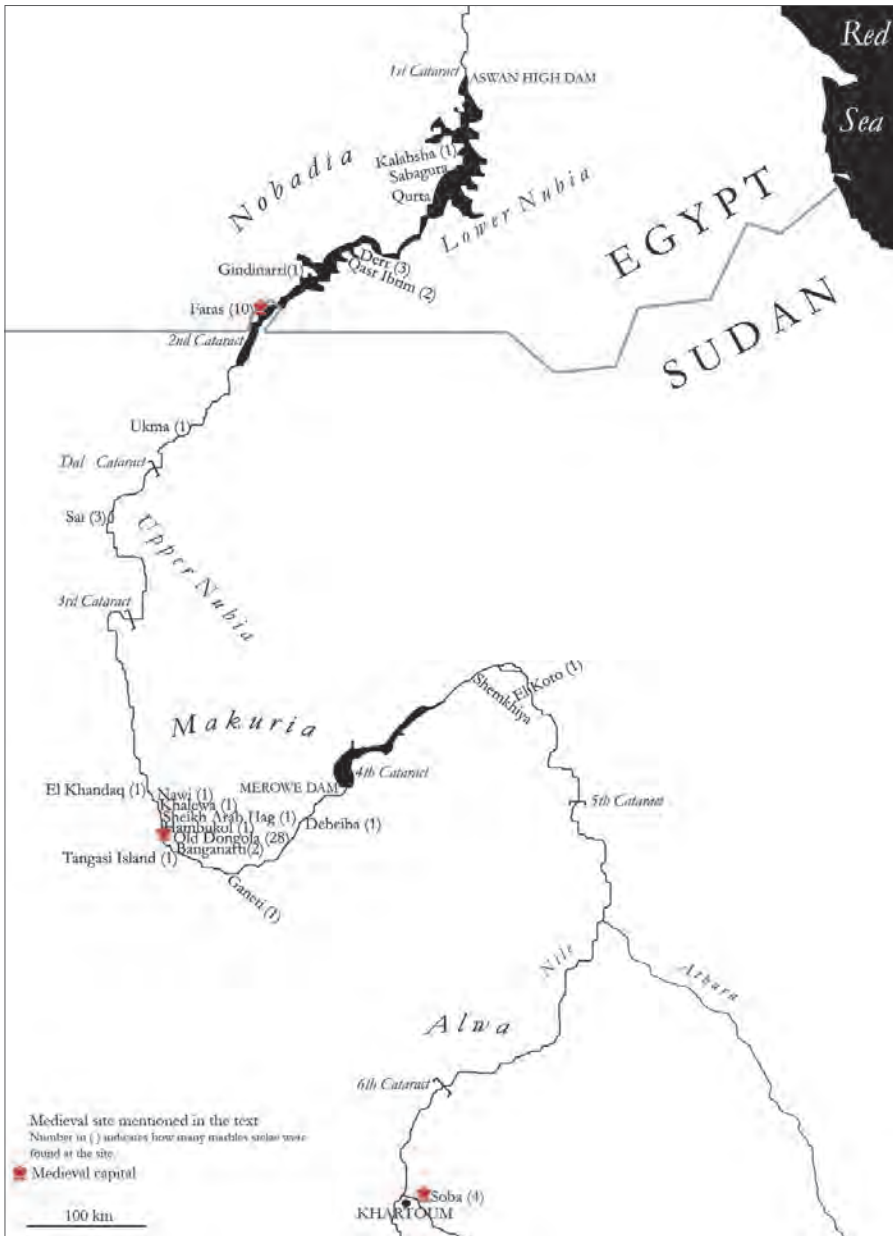 Red
Sea
1st Cataract
ASWAN HIGH DAM
Nobadia
Kalabsha (1)
Sabagura
Qurta
Lower Nubia
EGYPT
Derr (3)
Qasr Ibrim (2)
Gindinarri(1)
Faras (10)
2nd Cataract
SUDAN
Ukma (1)
Dal Cataract
Sai (3)
Upper Nubia
3rd Cataract
El Koto (1)
Shemkhiya
Makuria
4th Cataract
MEROWE DAM
El Khandaq (1)
Nawi (1)
5th Cataract
Khalewa (1)
Sheikh Arab Hag (1)
Debeiba (1)
Hambukol (1)
Old Dongola (28)
Banganarti(2)
Tangasi Island (1)
Ganeti (1)
Nile
Atbara
Alwa
6th Cataract
Medieval site mentioned in the text
Number in ( ) indicates how many marbles stelae were
found at the site.
Medieval capital
Soba (4)
KHARTOUM
100 km